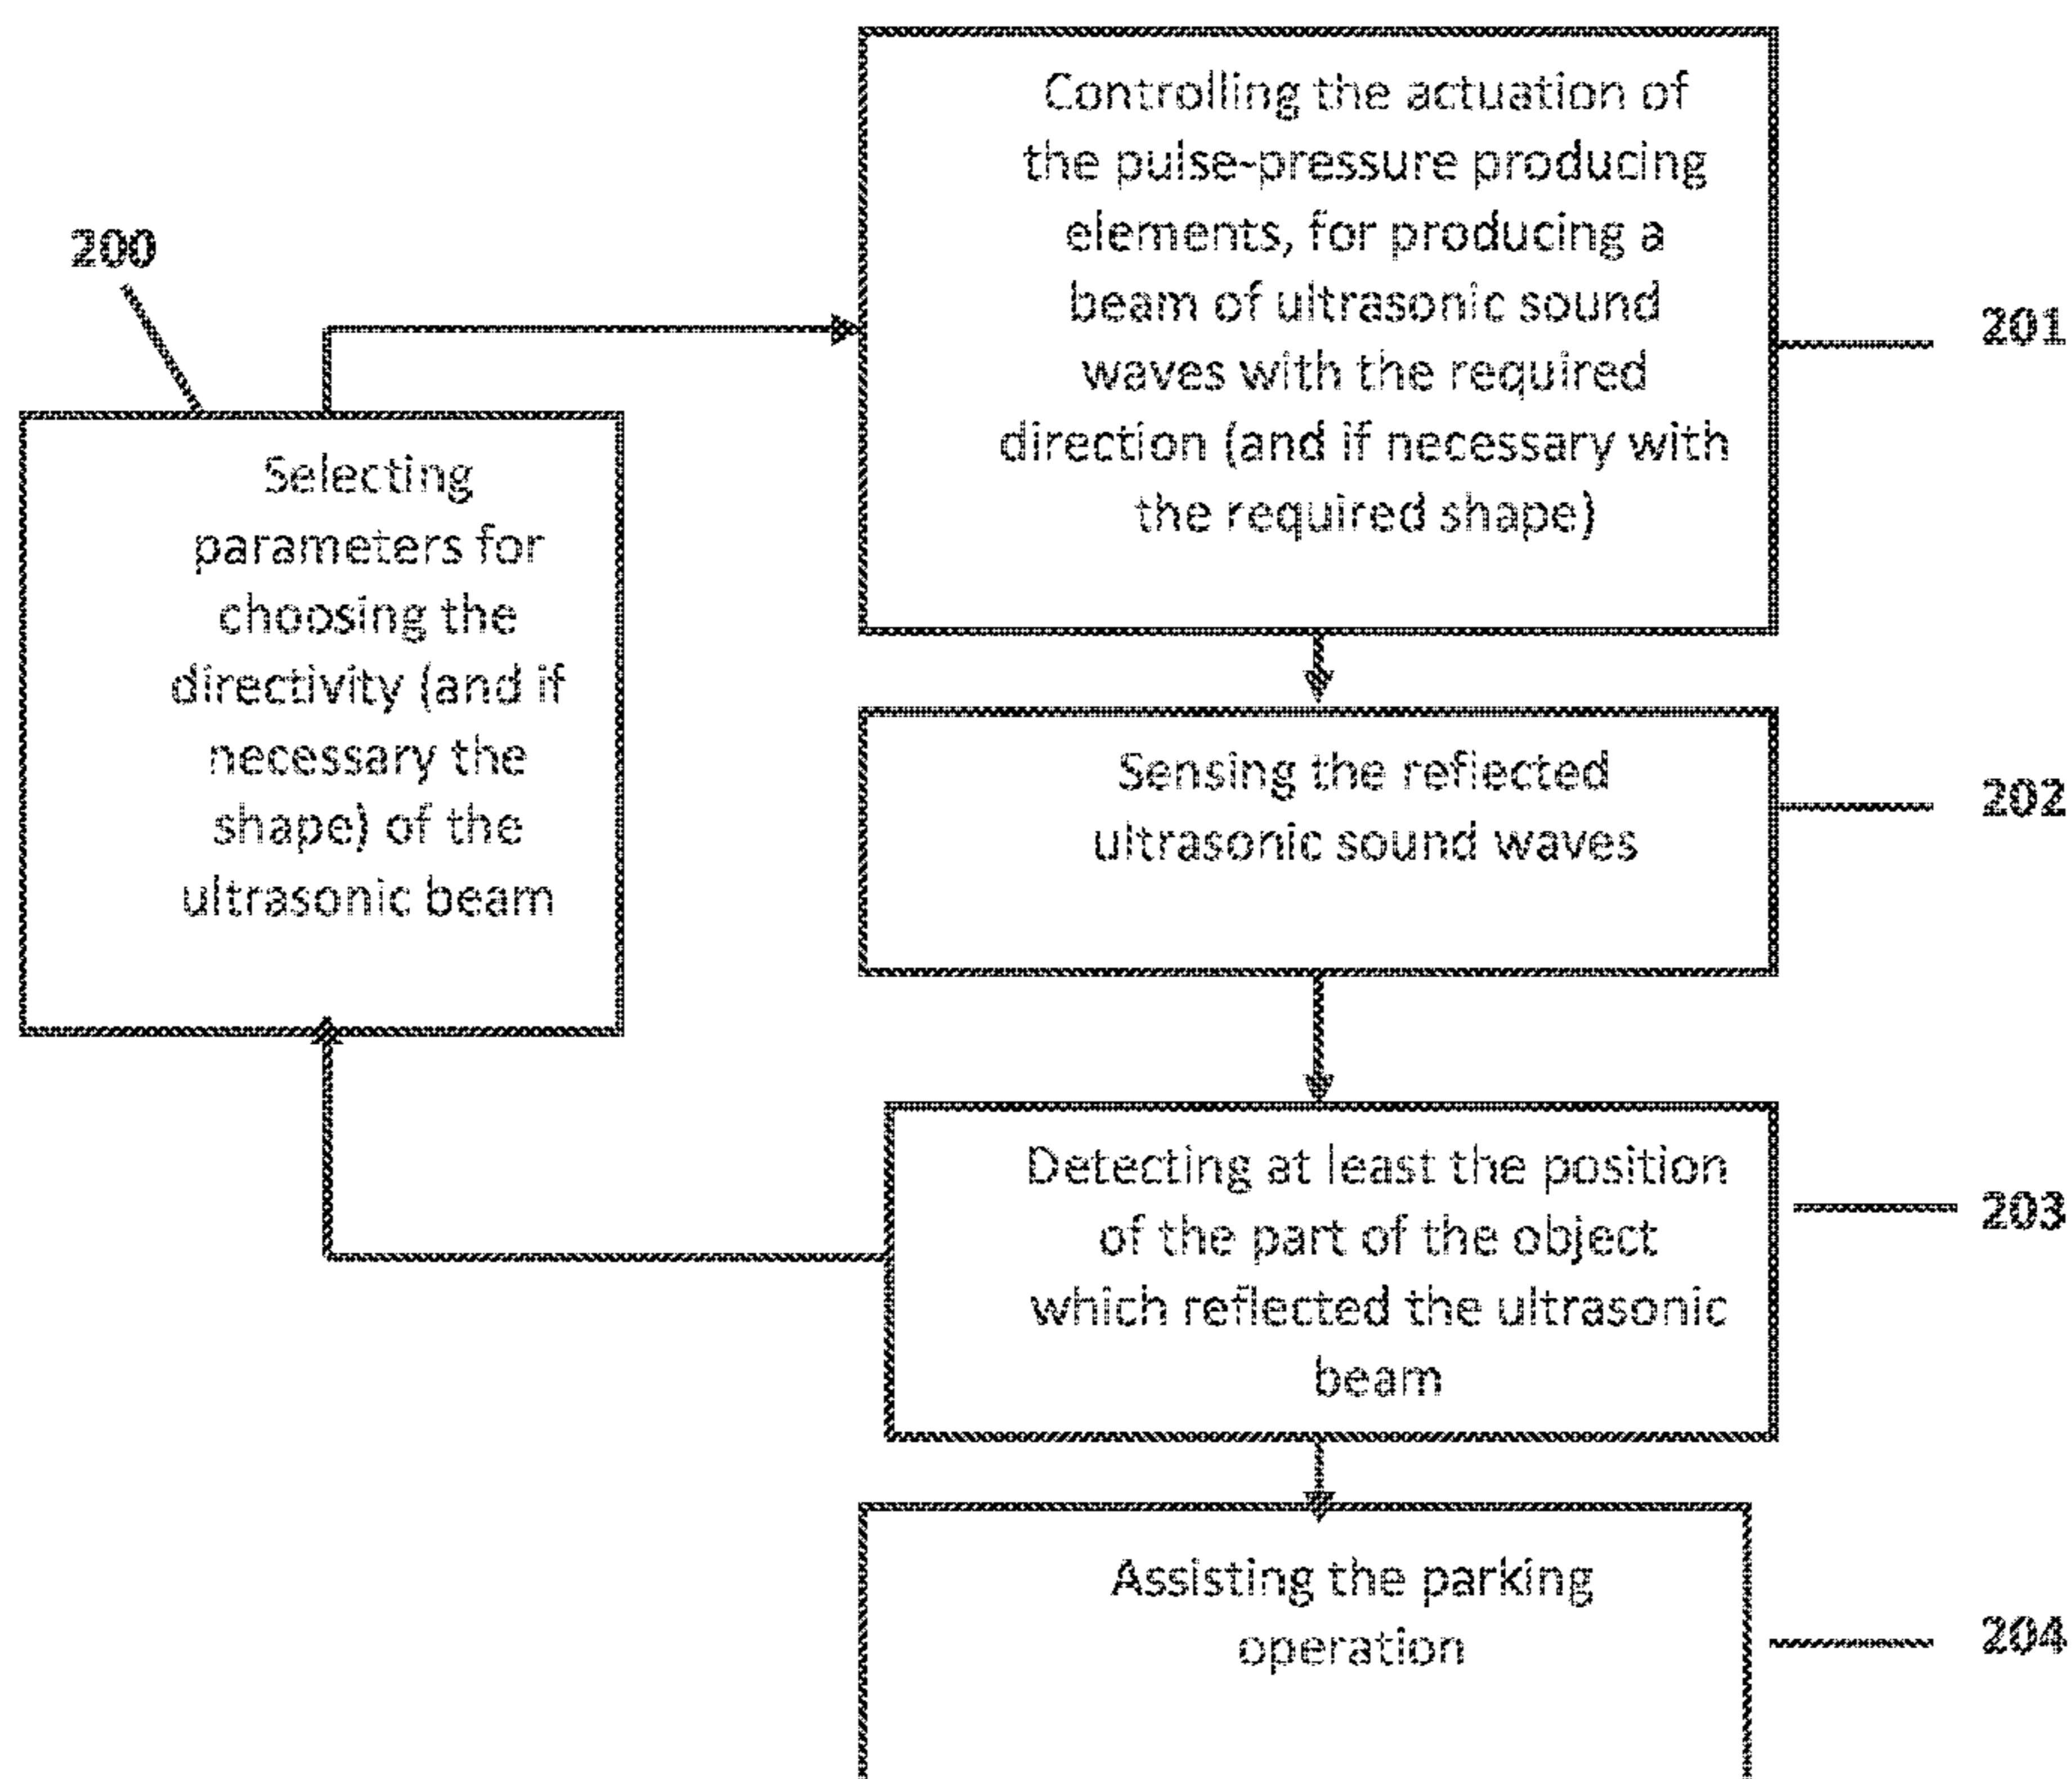 200
Selecting
parameters for
choosing the
directivity (and if
necessary the
shape) of the
ultrasonic beam
Controlling the actuation of
the pulse-pressure producing
elements, for producing a
beam of ultrasonic sound
waves with the required
direction (and if necessary with
the required shape)
201
Sensing the reflected
ultrasonic sound waves
202
Detecting at least the position
of the part of the object
which reflected the ultrasonic
beam
203
Assisting the parking
operation
204